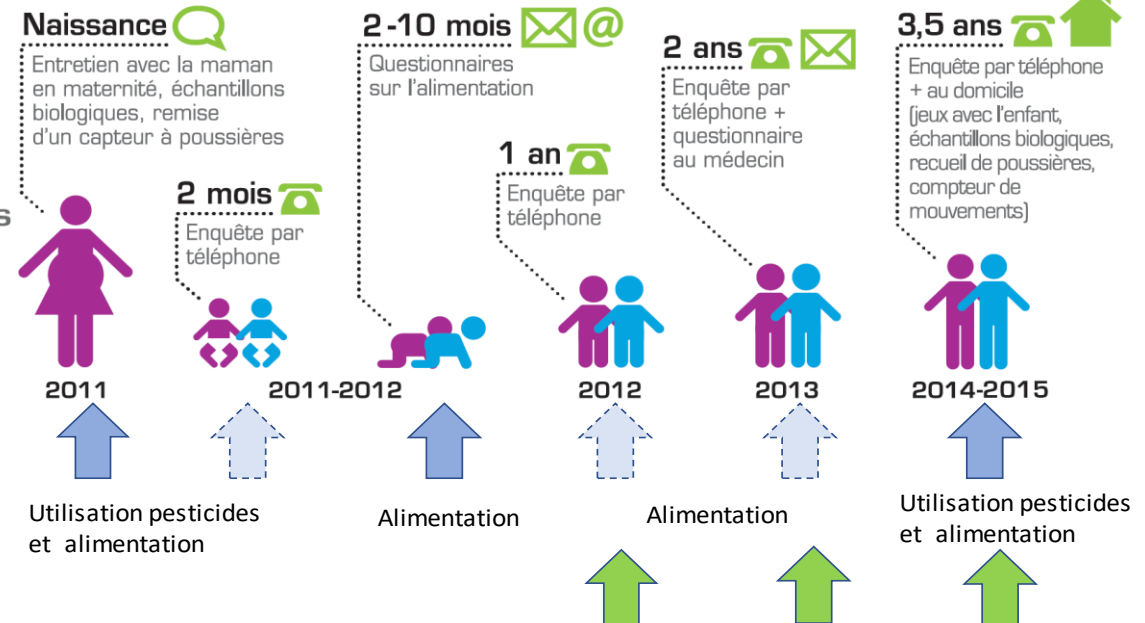 Naissance
Entretien avec la maman
en maternité, échantillons
biologiques, remise
d'un capteur à poussières
2 mois
Enquête par
téléphone
2-10 mois @
Questionnaires
sur l'alimentation
1 an
Enquête par
téléphone
2 ans
Enquête par
téléphone +
questionnaire
au médecin
3,5 ans
Enquête par téléphone
+ au domicile
(jeux avec l'enfant,
échantillons biologiques,
recueil de poussières,
compteur de
mouvements)
s
2011
2011-2012
2012
2013
2014-2015
Utilisation pesticides
et alimentation
Alimentation
Alimentation
Utilisation pesticides
et alimentation